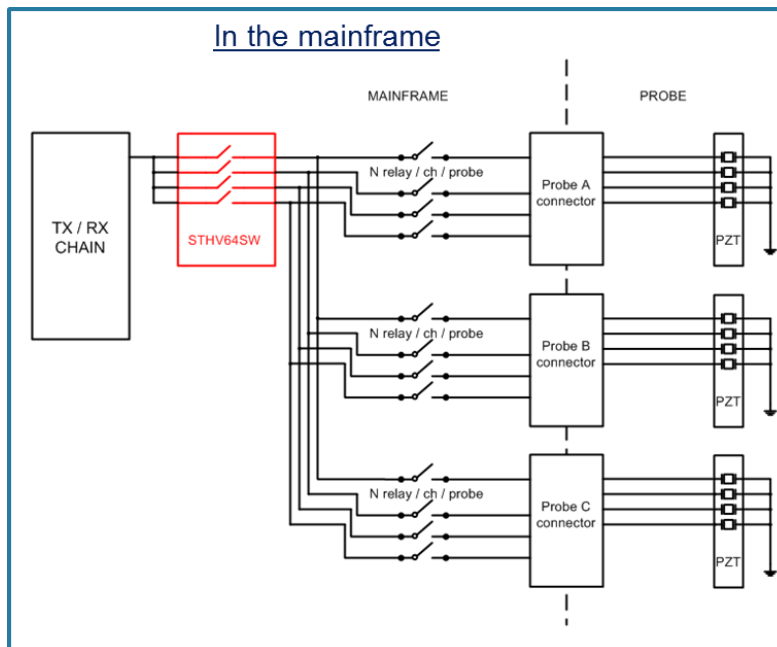 In the mainframe
MAINFRAME
PROBE
TX / RX
CHAIN
STHV64SW
N relay / ch / probe
Probe A
connector
PZT
N relay / ch / probe
Probe B
connector
PZT
N relay / ch / probe
Probe C
connector
PZT